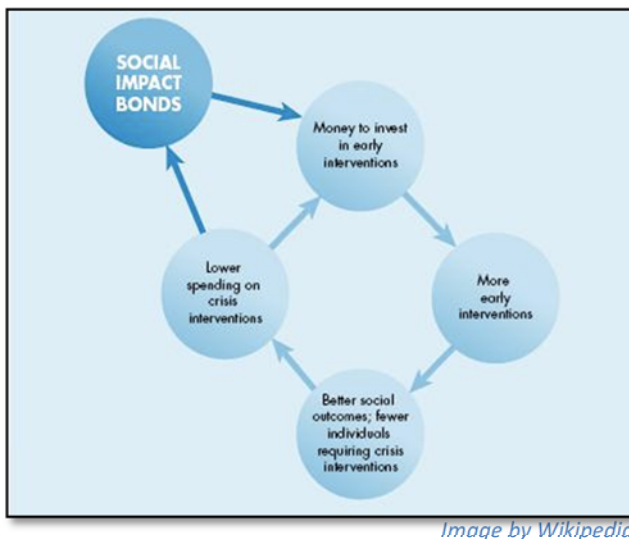 SOCIAL
IMPACT
BONDS
Money to invest
in early
interventions
More
early
interventions
Better social
outcomes; fewer
individuals
requiring crisis
interventions
Lower
spending on
crisis
interventions
Image by Wikipedia